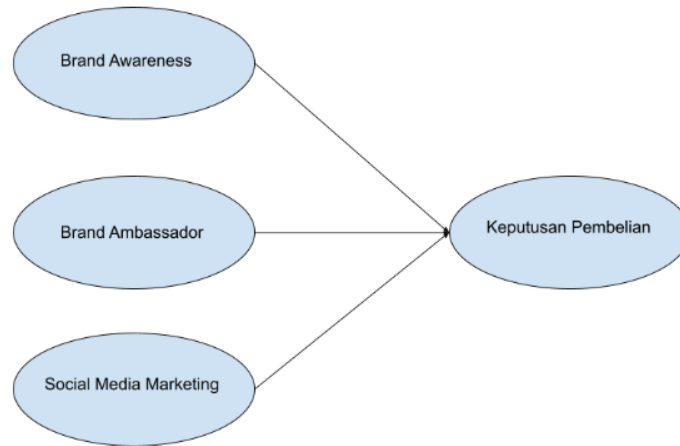 Brand Awareness
Brand Ambassador
Keputusan Pembelian
Social Media Marketing